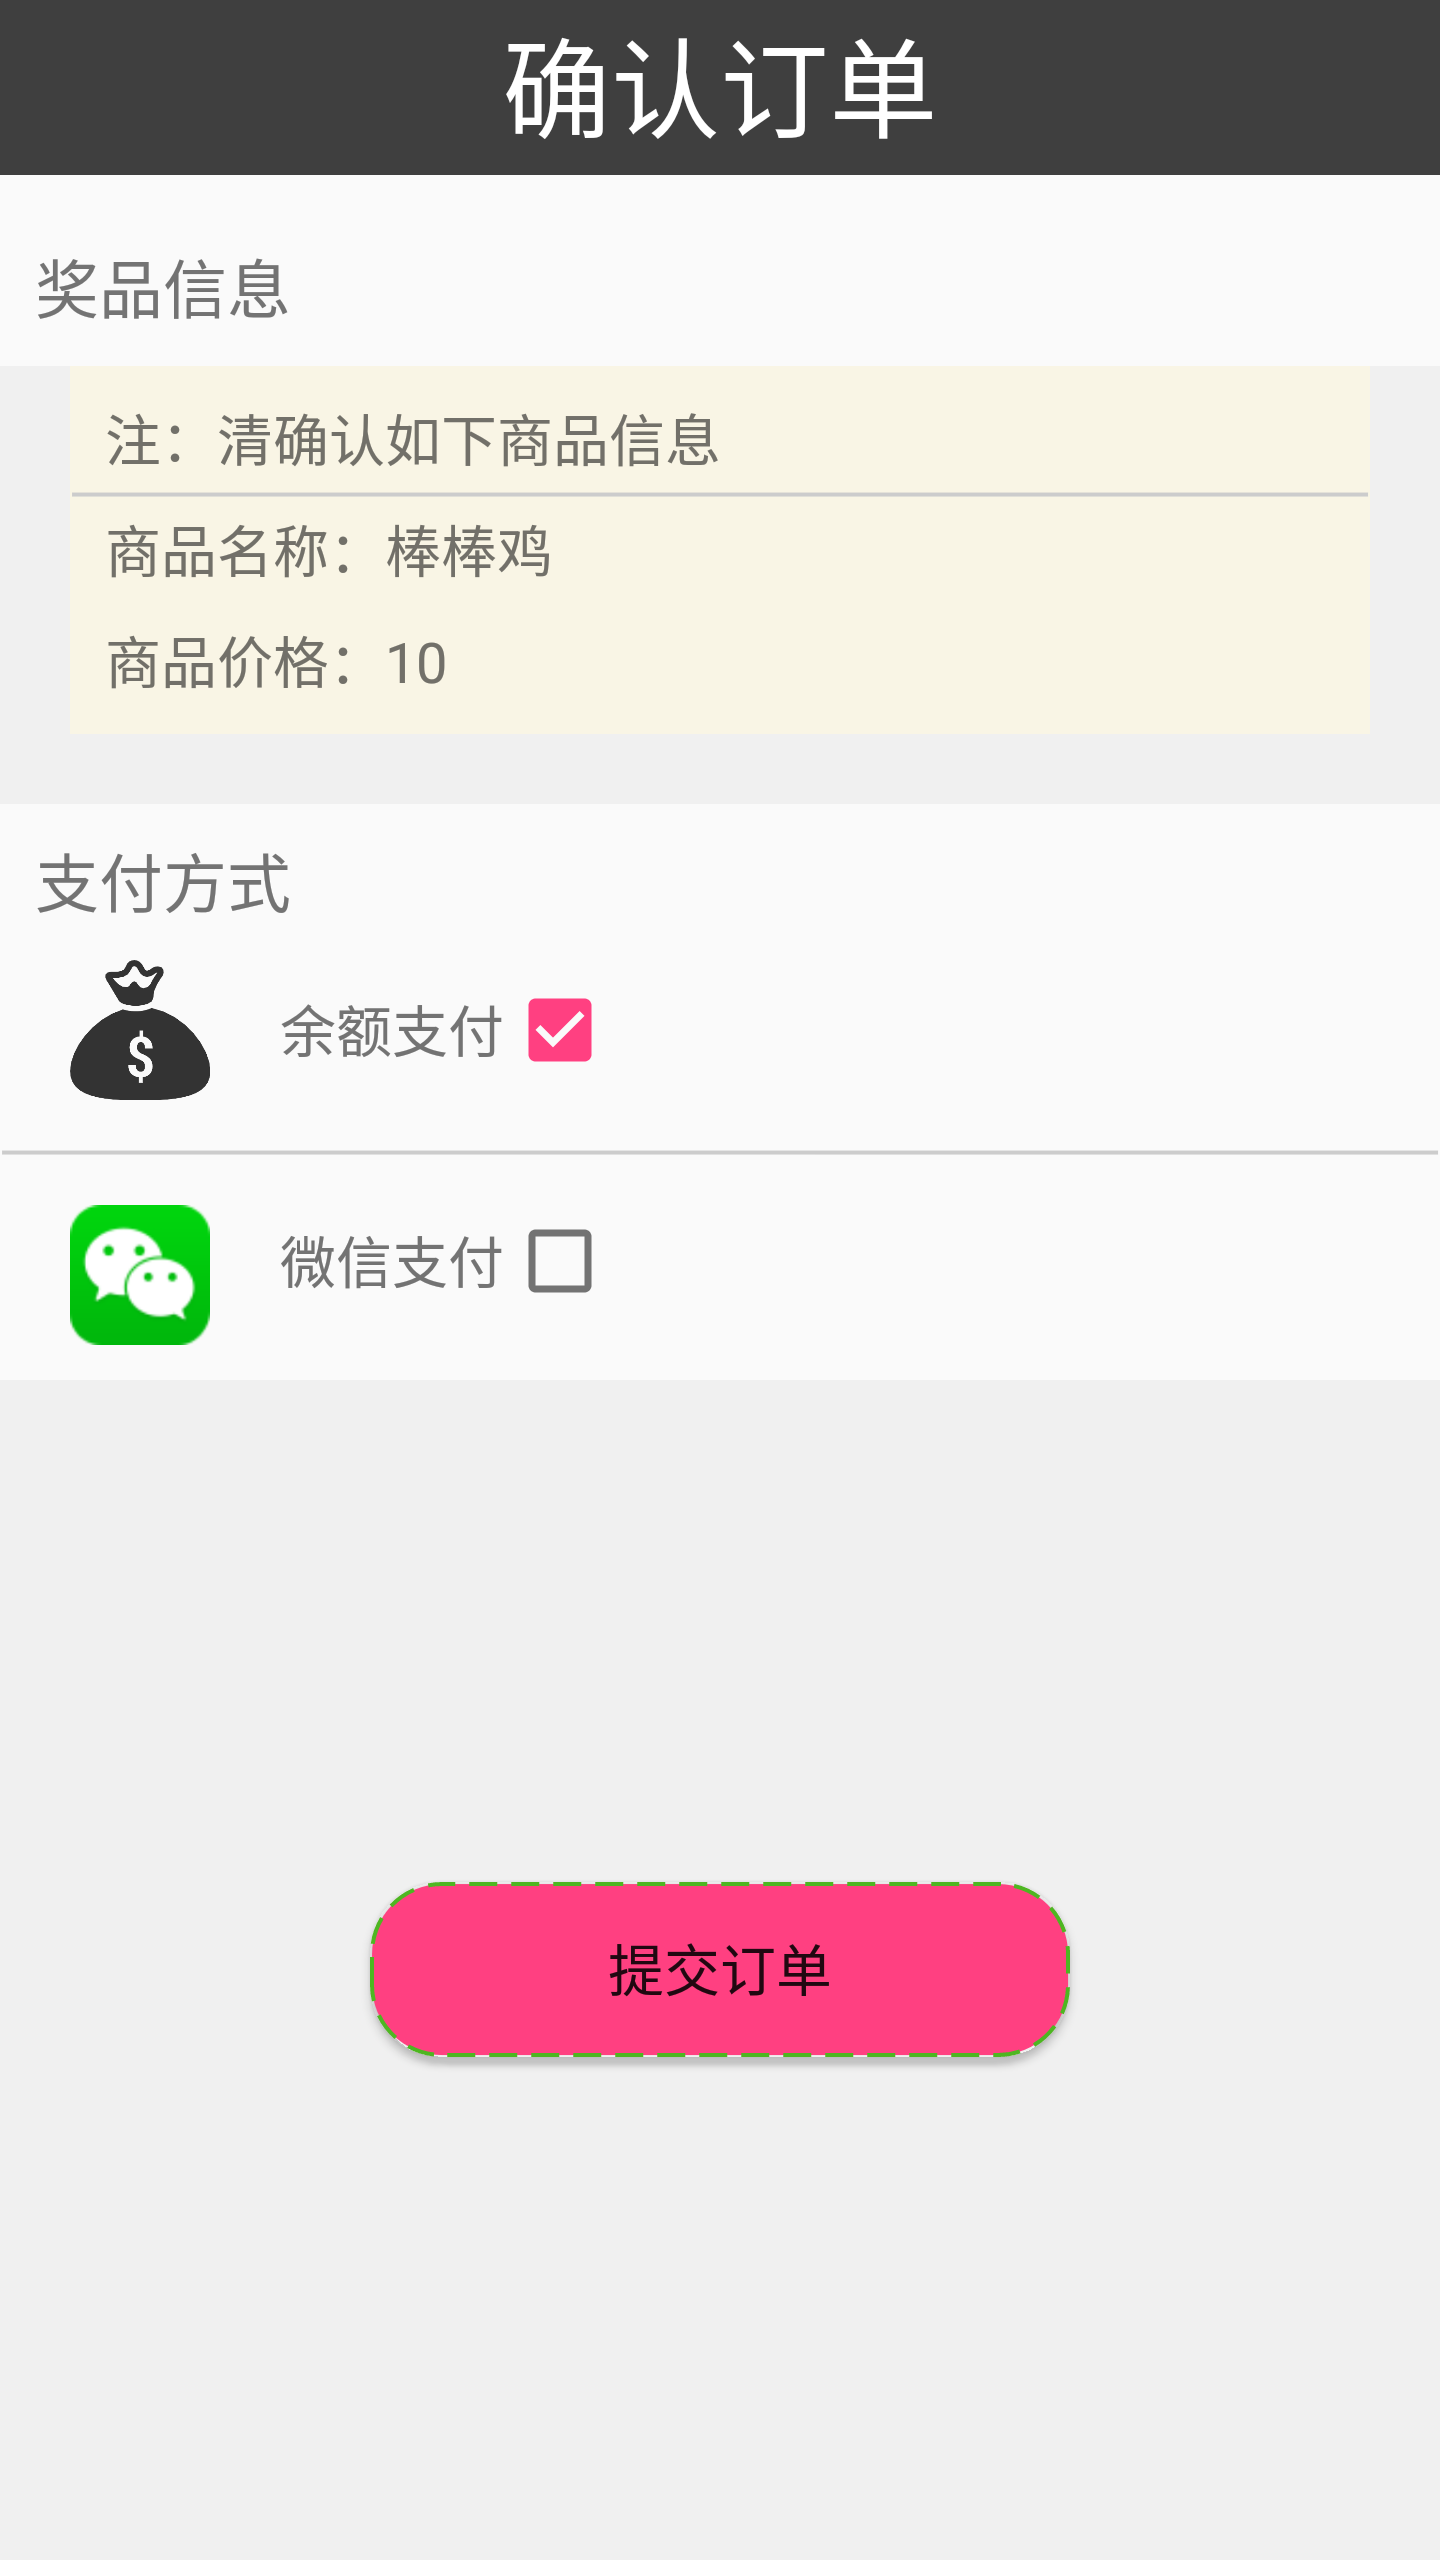 确认订单
奖品信息
注：清确认如下商品信息
商品名称：棒棒鸡
商品价格：10
支付方式
$
余额支付
微信支付
提交订单